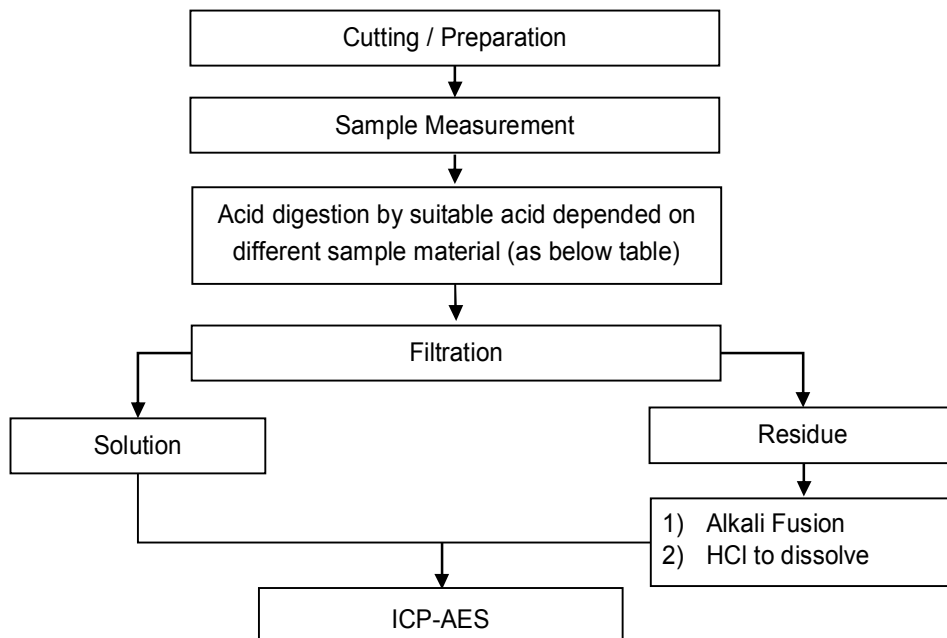 Cutting / Preparation
Sample Measurement
Acid digestion by suitable acid depended on
different sample material (as below table)
Filtration
Solution
Residue
1) Alkali Fusion
2) HCl to dissolve
ICP-AES